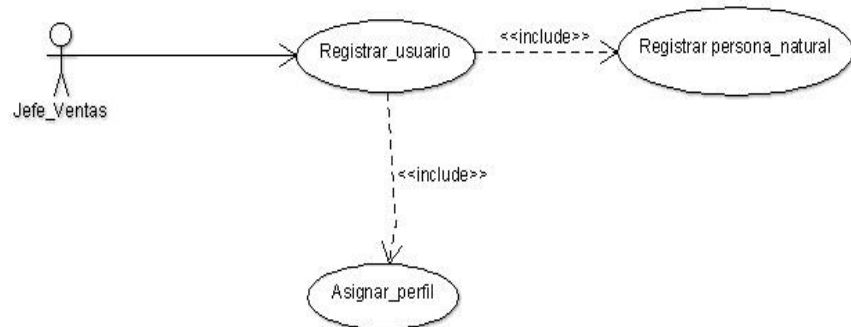 Registrar_usuario
<<include>>
Registrar persona_natural
Jefe_Ventas
<<include>>
Asignar_perfil